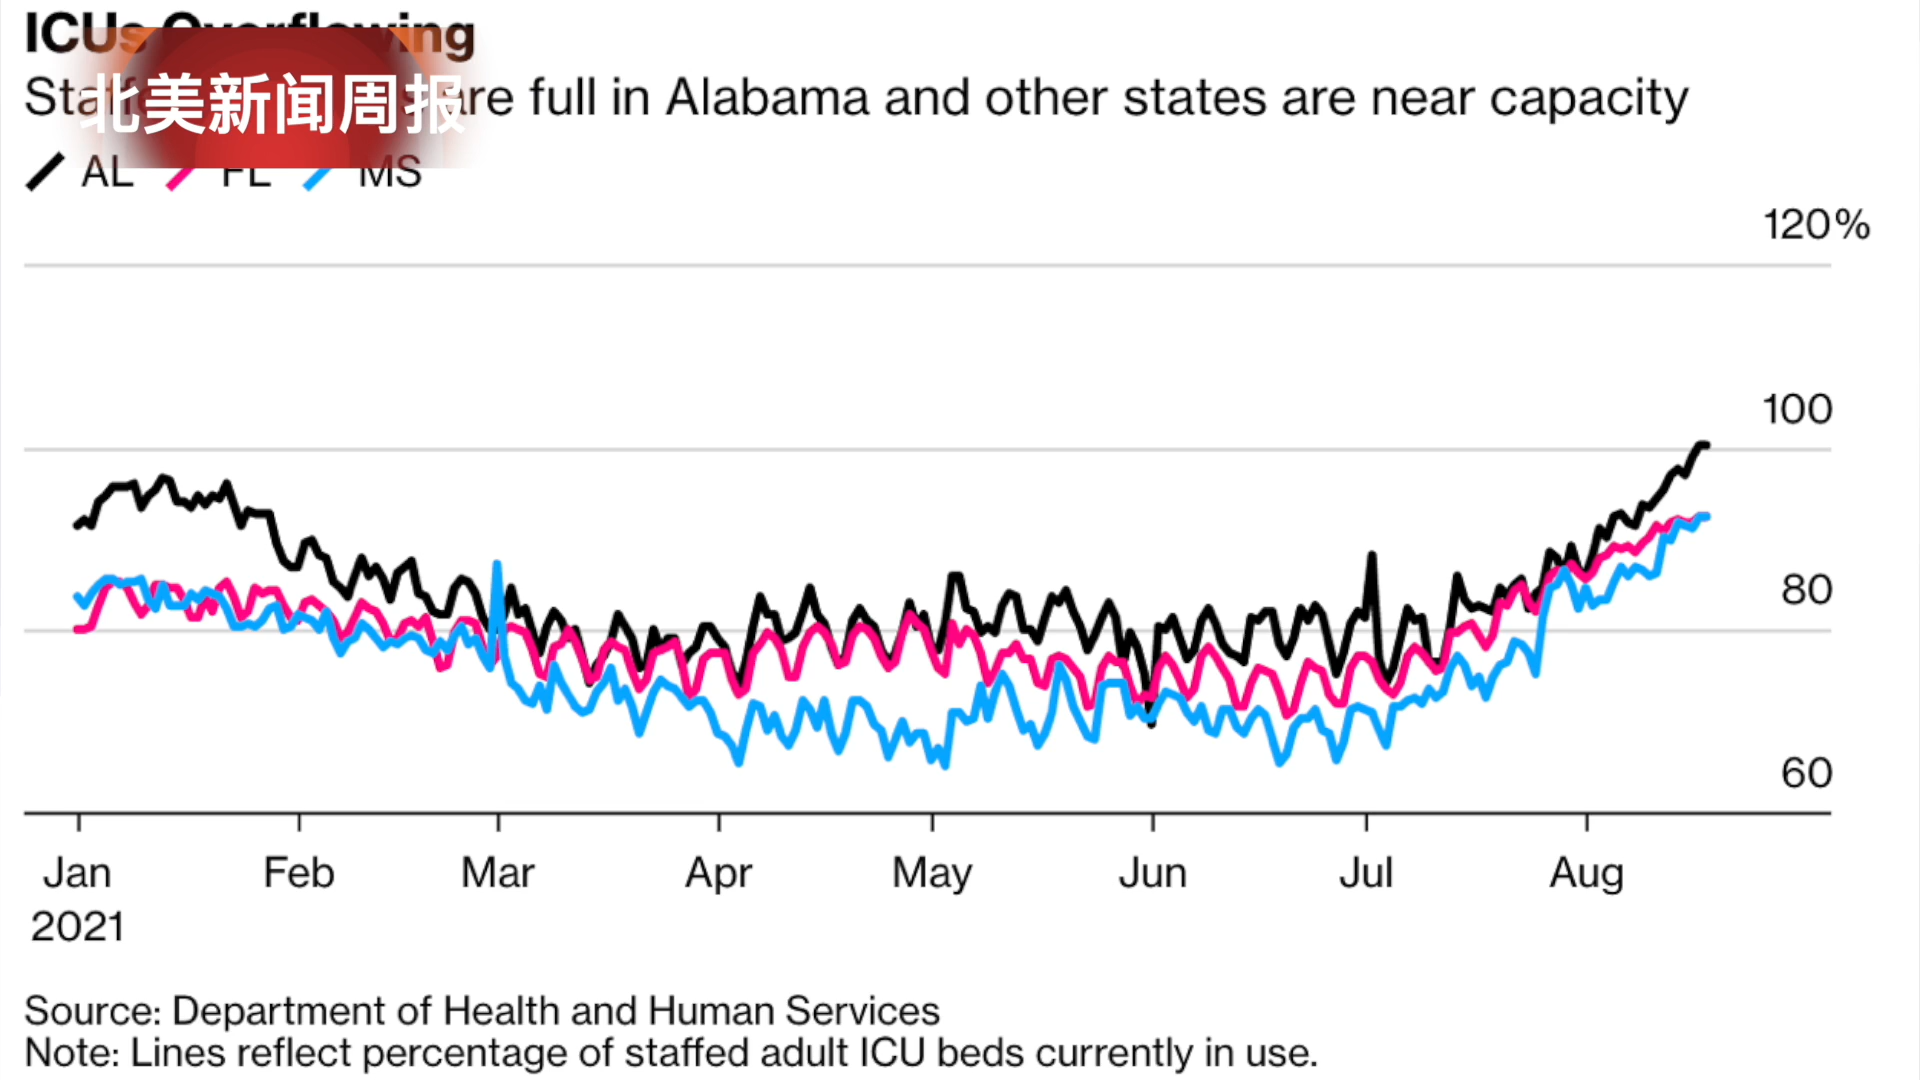 ICUs Overflowing
北美新闻周报
are full in Alabama and other states are near capacity
AL FL MS
120%
100
80
60
Jan Feb Mar Apr May Jun Jul Aug
2021
Source: Department of Health and Human Services
Note: Lines reflect percentage of staffed adult ICU beds currently in use.